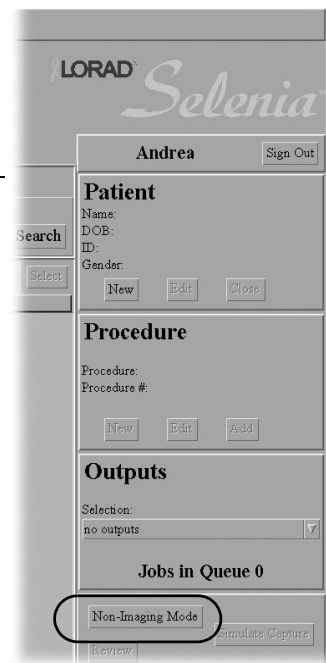 LORAD
Selenia
Andrea Sign Out
Patient
Name:
DOB:
Search
ID:
Gender:
Select
New Edit Close
Procedure
Procedure:
Procedure #:
New Edit Add
Outputs
Selection:
no outputs
Jobs in Queue 0
Non-Imaging Mode
Simulate Capture
Review